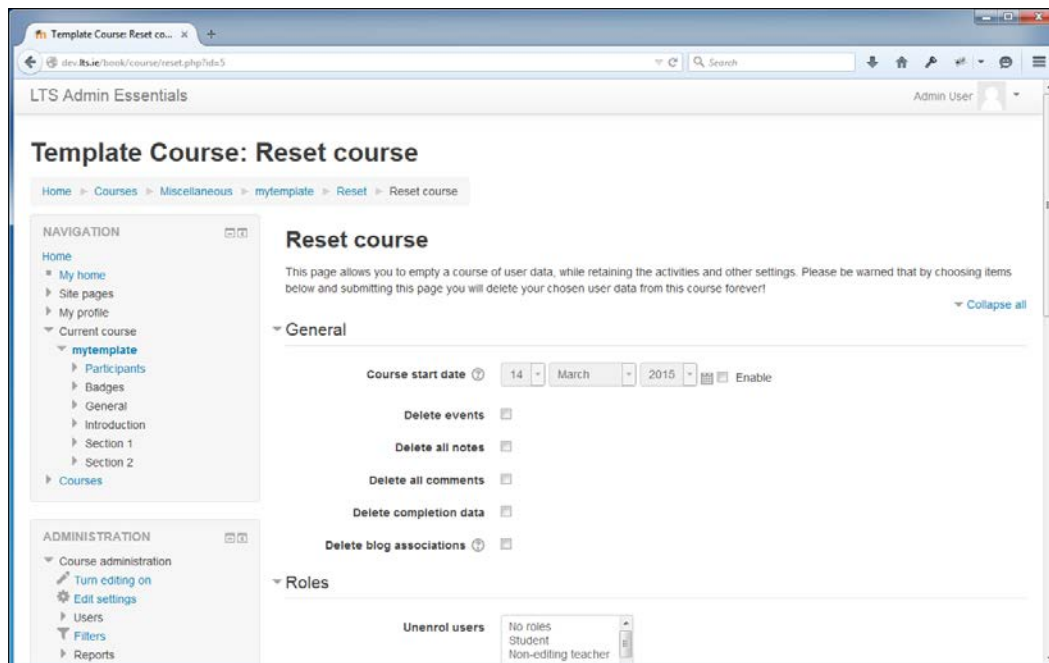 Template Course: Reset co...
dev.lts.ie/book/course/reset.php?id=5
Search
LTS Admin Essentials
Admin User
Template Course: Reset course
Home Courses Miscellaneous mytemplate Reset Reset course
NAVIGATION
Home
My home
Site pages
My profile
Current course
mytemplate
Participants
Badges
General
Introduction
Section 1
Section 2
Courses
ADMINISTRATION
Course administration
Turn editing on
Edit settings
Users
Filters
Reports
Reset course
This page allows you to empty a course of user data, while retaining the activities and other settings. Please be warned that by choosing items
below and submitting this page you will delete your chosen user data from this course forever!
Collapse all
General
Course start date 14 March 2015 Enable
Delete events
Delete all notes
Delete all comments
Delete completion data
Delete blog associations
Roles
Unenrol users
No roles
Student
Non-editing teacher